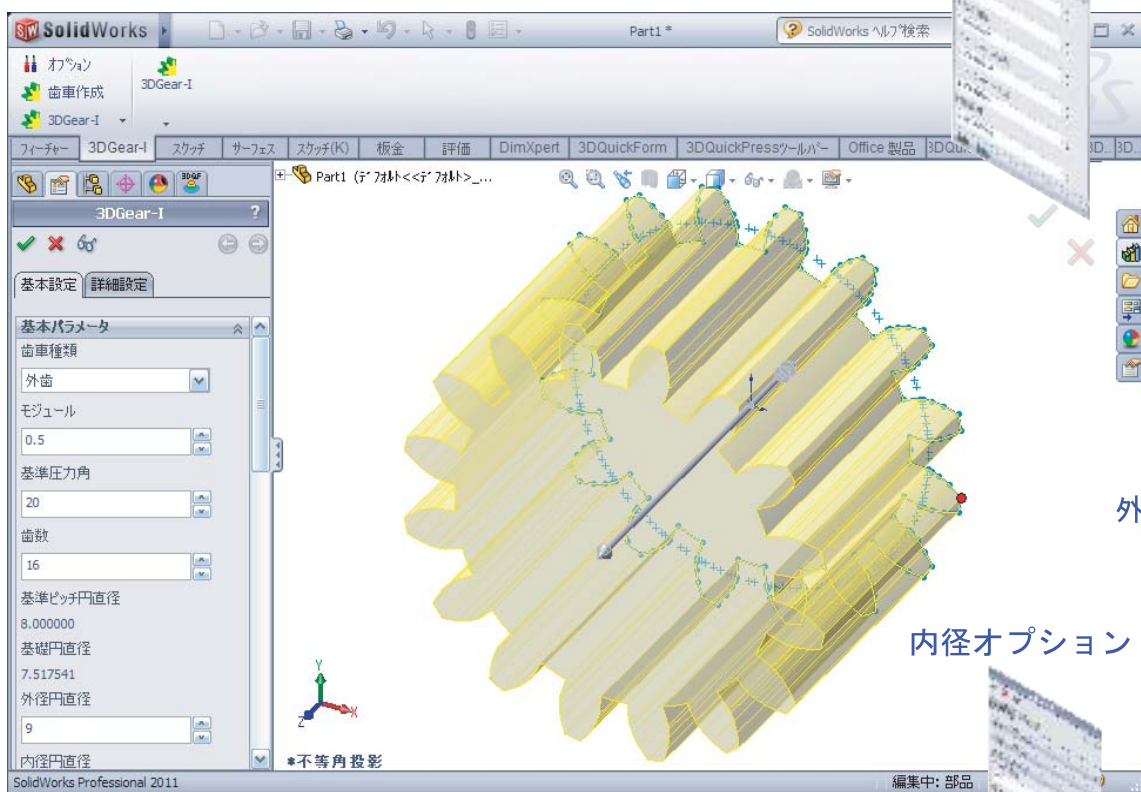 SolidWorks
Part1 *
SolidWorks ヘルプ検索
オプション
歯車作成
3DGear-I
3DGear-I
フィーチャー
3DGear-I
スケッチ
サーフェス
スケッチ(K)
板金
評価
DimXpert
3DQuickForm
3DQuickPressツールバー
Office 製品
3D...
3D..
Part1 (デフォルト<<デフォルト>_...
3DGear-I
?
基本設定
詳細設定
基本パラメータ
歯車種類
外歯
モジュール
0.5
基準圧力角
20
歯数
16
基準ピッチ円直径
8.000000
基礎円直径
7.517541
外径円直径
9
内径円直径
外
内径オプション
Y
X
Z
*不等角投影
SolidWorks Professional 2011
編集中: 部品